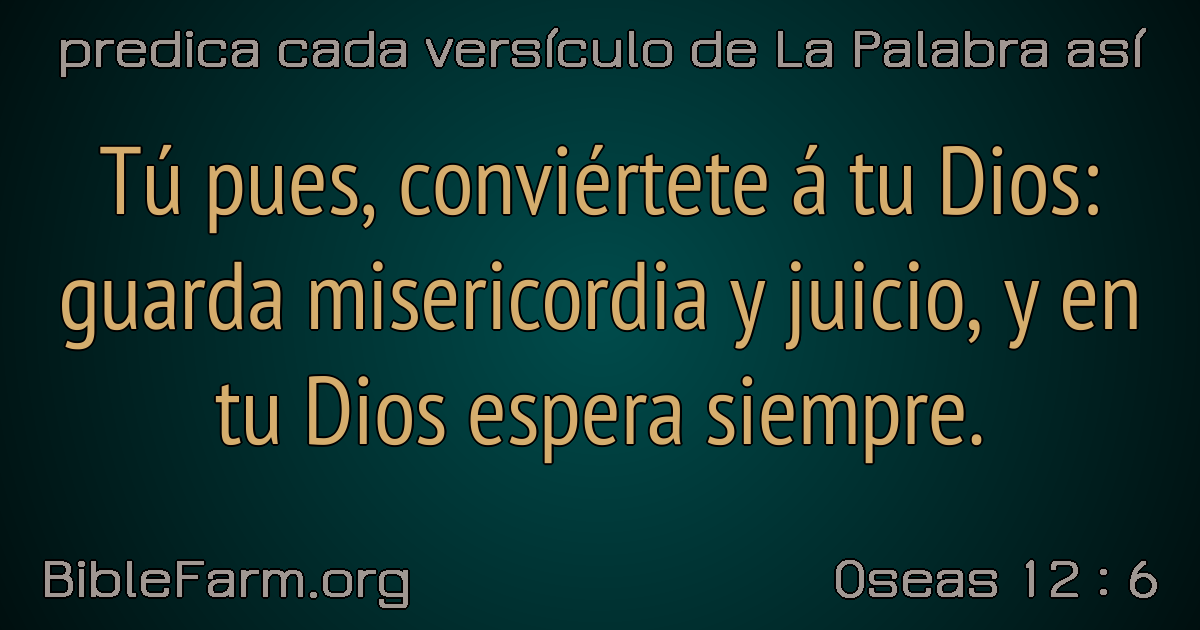 predica cada versículo de La Palabra así
Tú pues, conviértete á tu Dios:
guarda misericordia y juicio, y en
tu Dios espera siempre.
BibleFarm.org
Oseas 12 : 6